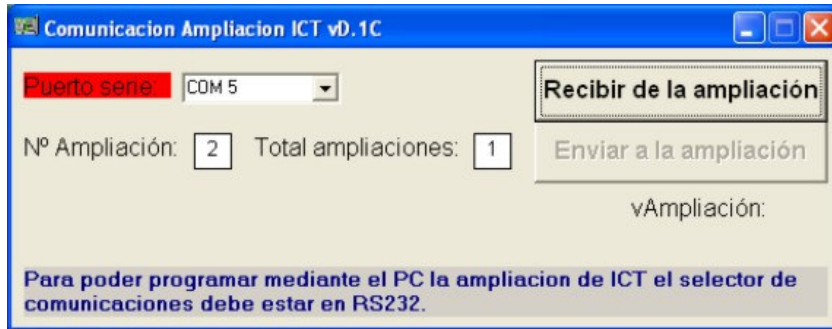 Comunicacion Ampliacion ICT vD.1C
Puerto serie: COM 5
Recibir de la ampliación
Nº Ampliación: 2 Total ampliaciones: 1
Enviar a la ampliación
vAmpliación:
Para poder programar mediante el PC la ampliacion de ICT el selector de
comunicaciones debe estar en RS232.